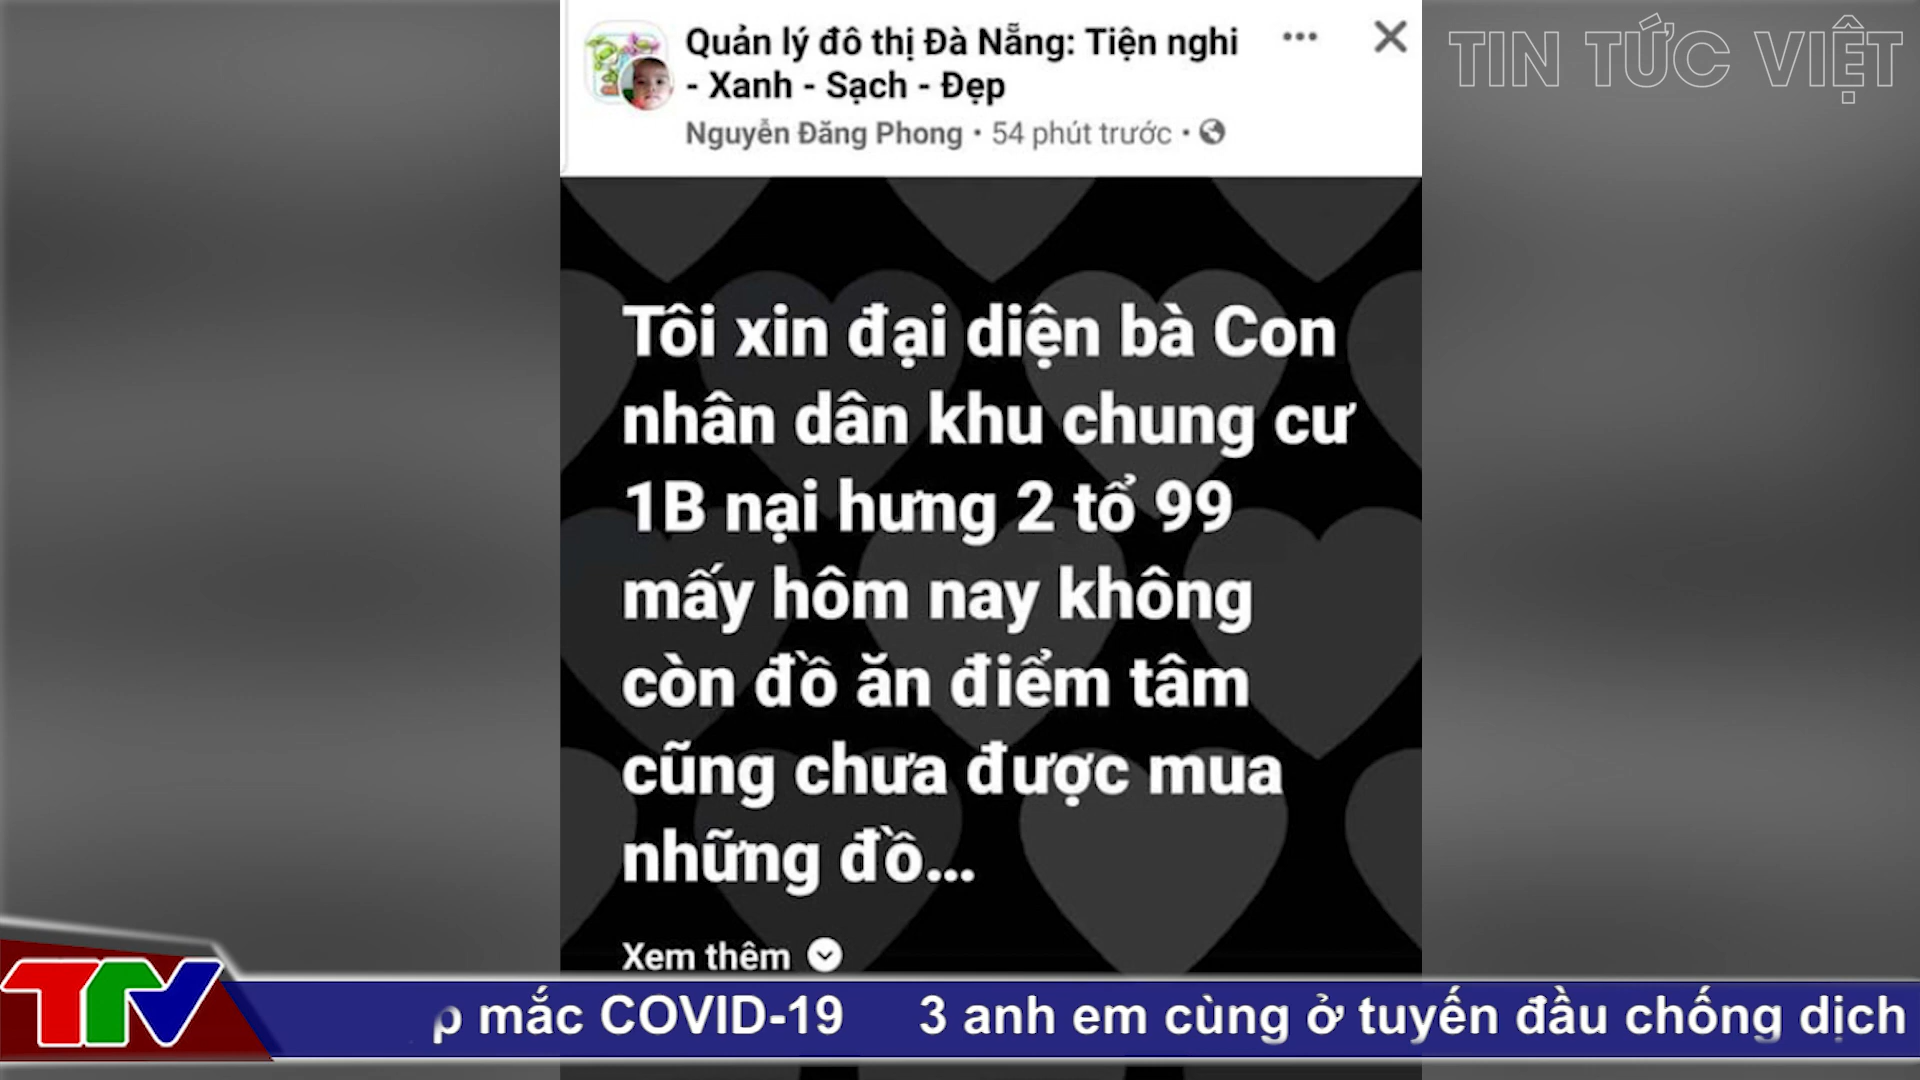 Quản lý đô thị Đà Nẵng: Tiện nghi
- Xanh - Sạch - Đẹp
Nguyễn Đăng Phong • 54 phút trước •
TIN TỨC VIỆT
Tôi xin đại diện bà Con
nhân dân khu chung cư
1B nại hưng 2 tổ 99
mấy hôm nay không
còn đồ ăn điểm tâm
cũng chưa được mua
những đồ...
Xem thêm
TTV
p mắc COVID-19 3 anh em cùng ở tuyến đầu chống dịch